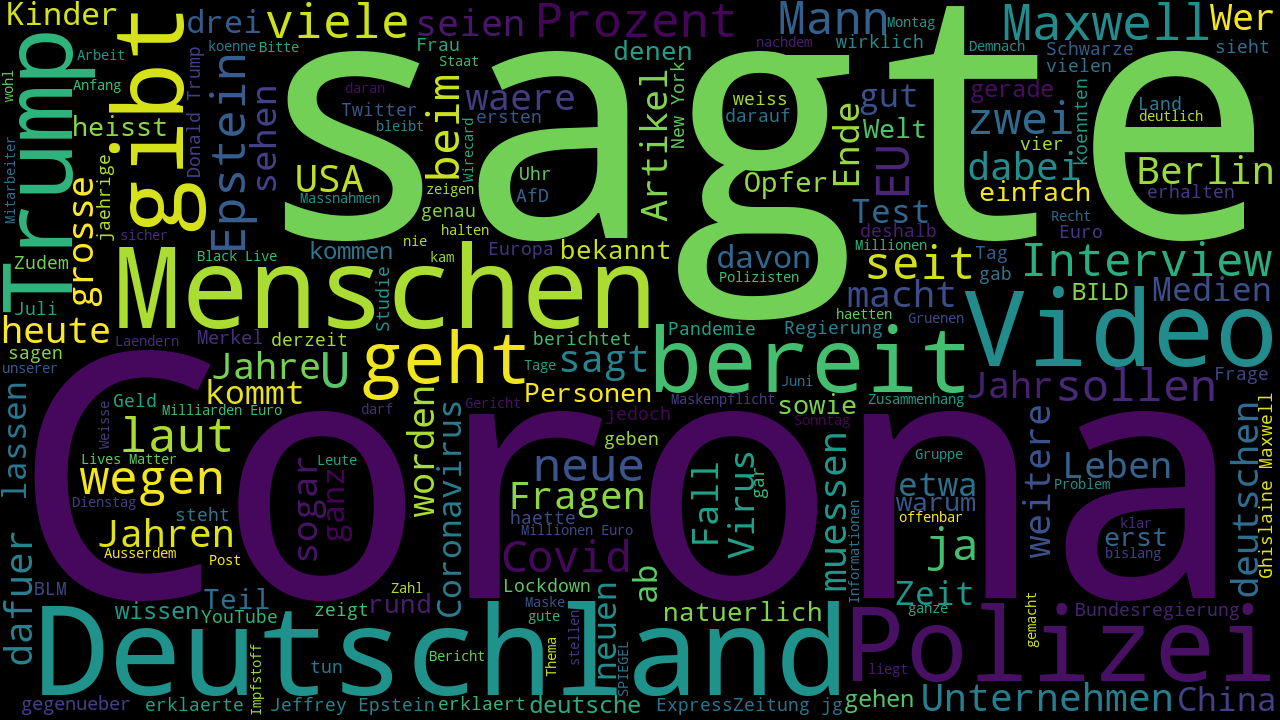 Kinder
drei
viele
seien
Prozent
Mann
Montag
Maxwell
Wer
sagte
gibt
Trump
koenne
Bitte
Frau
Staat
denen
nachdem
wirklich
Demnach
Schwarze
sieht
Arbeit
Anfang
wohl
Donald Trump
Epstein
sehen
daran
Twitter
bleibt
beim
waere
ersten
Wirecard
Artikel
New York
weiss
darauf
Ende
gut
Welt
gerade
zwei
vielen
koennten
Land
deutlich
heisst
USA
Massnahmen
Uhr
AfD
zeigen
genau
halten
Opfer
EU
vier
dabei
einfach
Berlin
erhalten
Mitarbeiter
jaehrige
grosse
sicher
Black Live
kommen
nie
kam
Europa
bekannt
davon
Polizisten
Test
deshalb
Millionen
seit
Recht
Euro
Tag
gab
Interview
Zudem
Juli
Menschen
Studie
macht
haetten
Gruenen
BILD
Medien
Video
heute
sagen
unserer
Laendern
Merkel
derzeit
berichtet
Pandemie
Regierung
bereit
geht
Jahre
U
kommt
Tage
sagt
Personen
Maskenpflicht
Juni
sowie
Zusammenhang
Jahr
sollen
Frage
Corona
lassen
Geld
Milliarden Euro
Weisse
laut
darf
worden
Gericht
jedoch
geben
Sonntag
Lives Matter
wegen
Dienstag
steht
Jahren
Ausserdem
Post
sogar
Leute
ganz
Coronavirus
neue
Fragen
haette
Millionen Euro
Covid
Fall
Virus
gar
muessen
Informationen
Gruppe
etwa
warum
offenbar
ja
weitere
Leben
Problem
klar
erst
bislang
deutschen
Ghislaine Maxwell
dafuer
BLM
wissen
Teil
YouTube
zeigt
Zahl
rund
Lockdown
Maske
gute
ab
neuen
natuerlich
Zeit
ganze
gemacht
Bundesregierung
Deutschland
Polizei
Impfstoff
tun
Bericht
Thema
stellen
SPIEGEL
liegt
gegenueber
erklaerte
Jeffrey Epstein
erklaert
deutsche
ExpressZeitung jg
gehen
Unternehmen
China